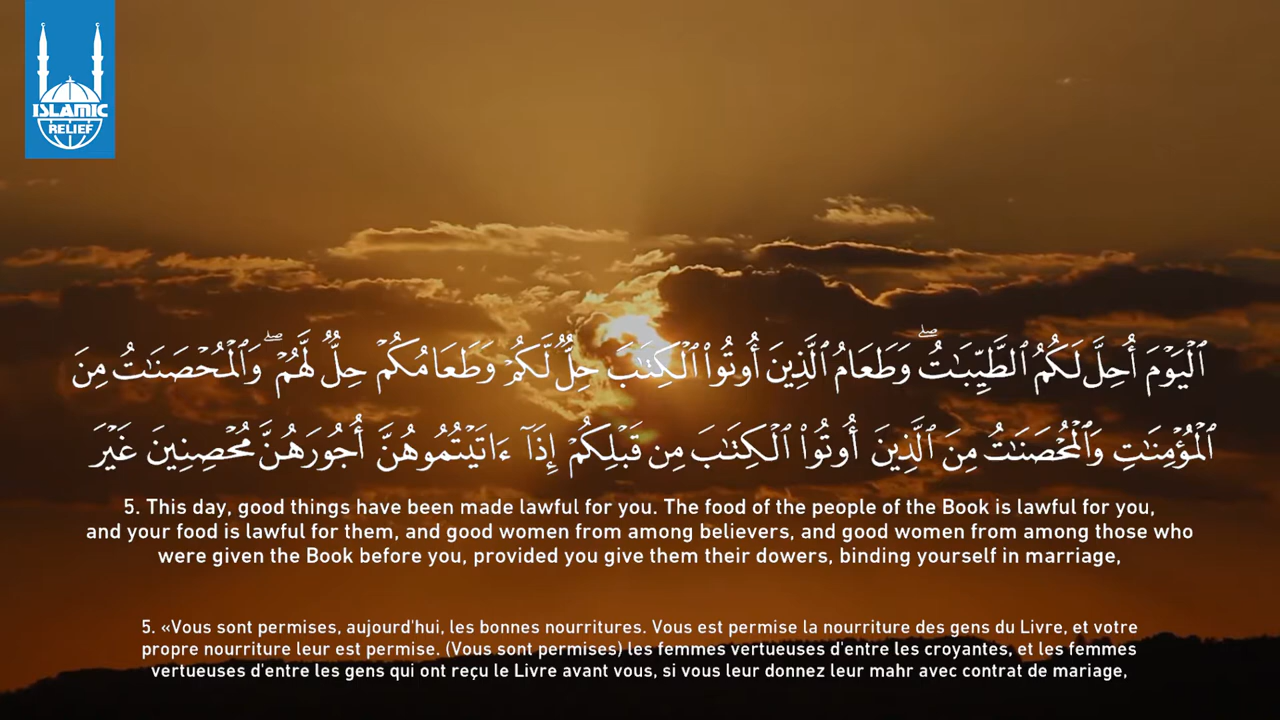 ISLAMIC
RELIEF
ٱلْيَوْمَ أُحِلَّ لَكُمُ ٱلطَّيِّبَـٰتُ ۖ وَطَعَامُ ٱلَّذِينَ أُوتُوا۟ ٱلْكِتَـٰبَ حِلٌّ لَّكُمْ وَطَعَامُكُمْ حِلٌّ لَّهُمْ ۖ وَٱلْمُحْصَنَـٰتُ مِنَ
ٱلْمُؤْمِنَـٰتِ وَٱلْمُحْصَنَـٰتُ مِنَ ٱلَّذِينَ أُوتُوا۟ ٱلْكِتَـٰبَ مِن قَبْلِكُمْ إِذَآ ءَاتَيْتُمُوهُنَّ أُجُورَهُنَّ مُحْصِنِينَ غَيْرَ
5. This day, good things have been made lawful for you. The food of the people of the Book is lawful for you,
and your food is lawful for them, and good women from among believers, and good women from among those who
were given the Book before you, provided you give them their dowers, binding yourself in marriage,
5. «Vous sont permises, aujourd'hui, les bonnes nourritures. Vous est permise la nourriture des gens du Livre, et votre
propre nourriture leur est permise. (Vous sont permises) les femmes vertueuses d'entre les croyantes, et les femmes
vertueuses d'entre les gens qui ont reçu le Livre avant vous, si vous leur donnez leur mahr avec contrat de mariage,